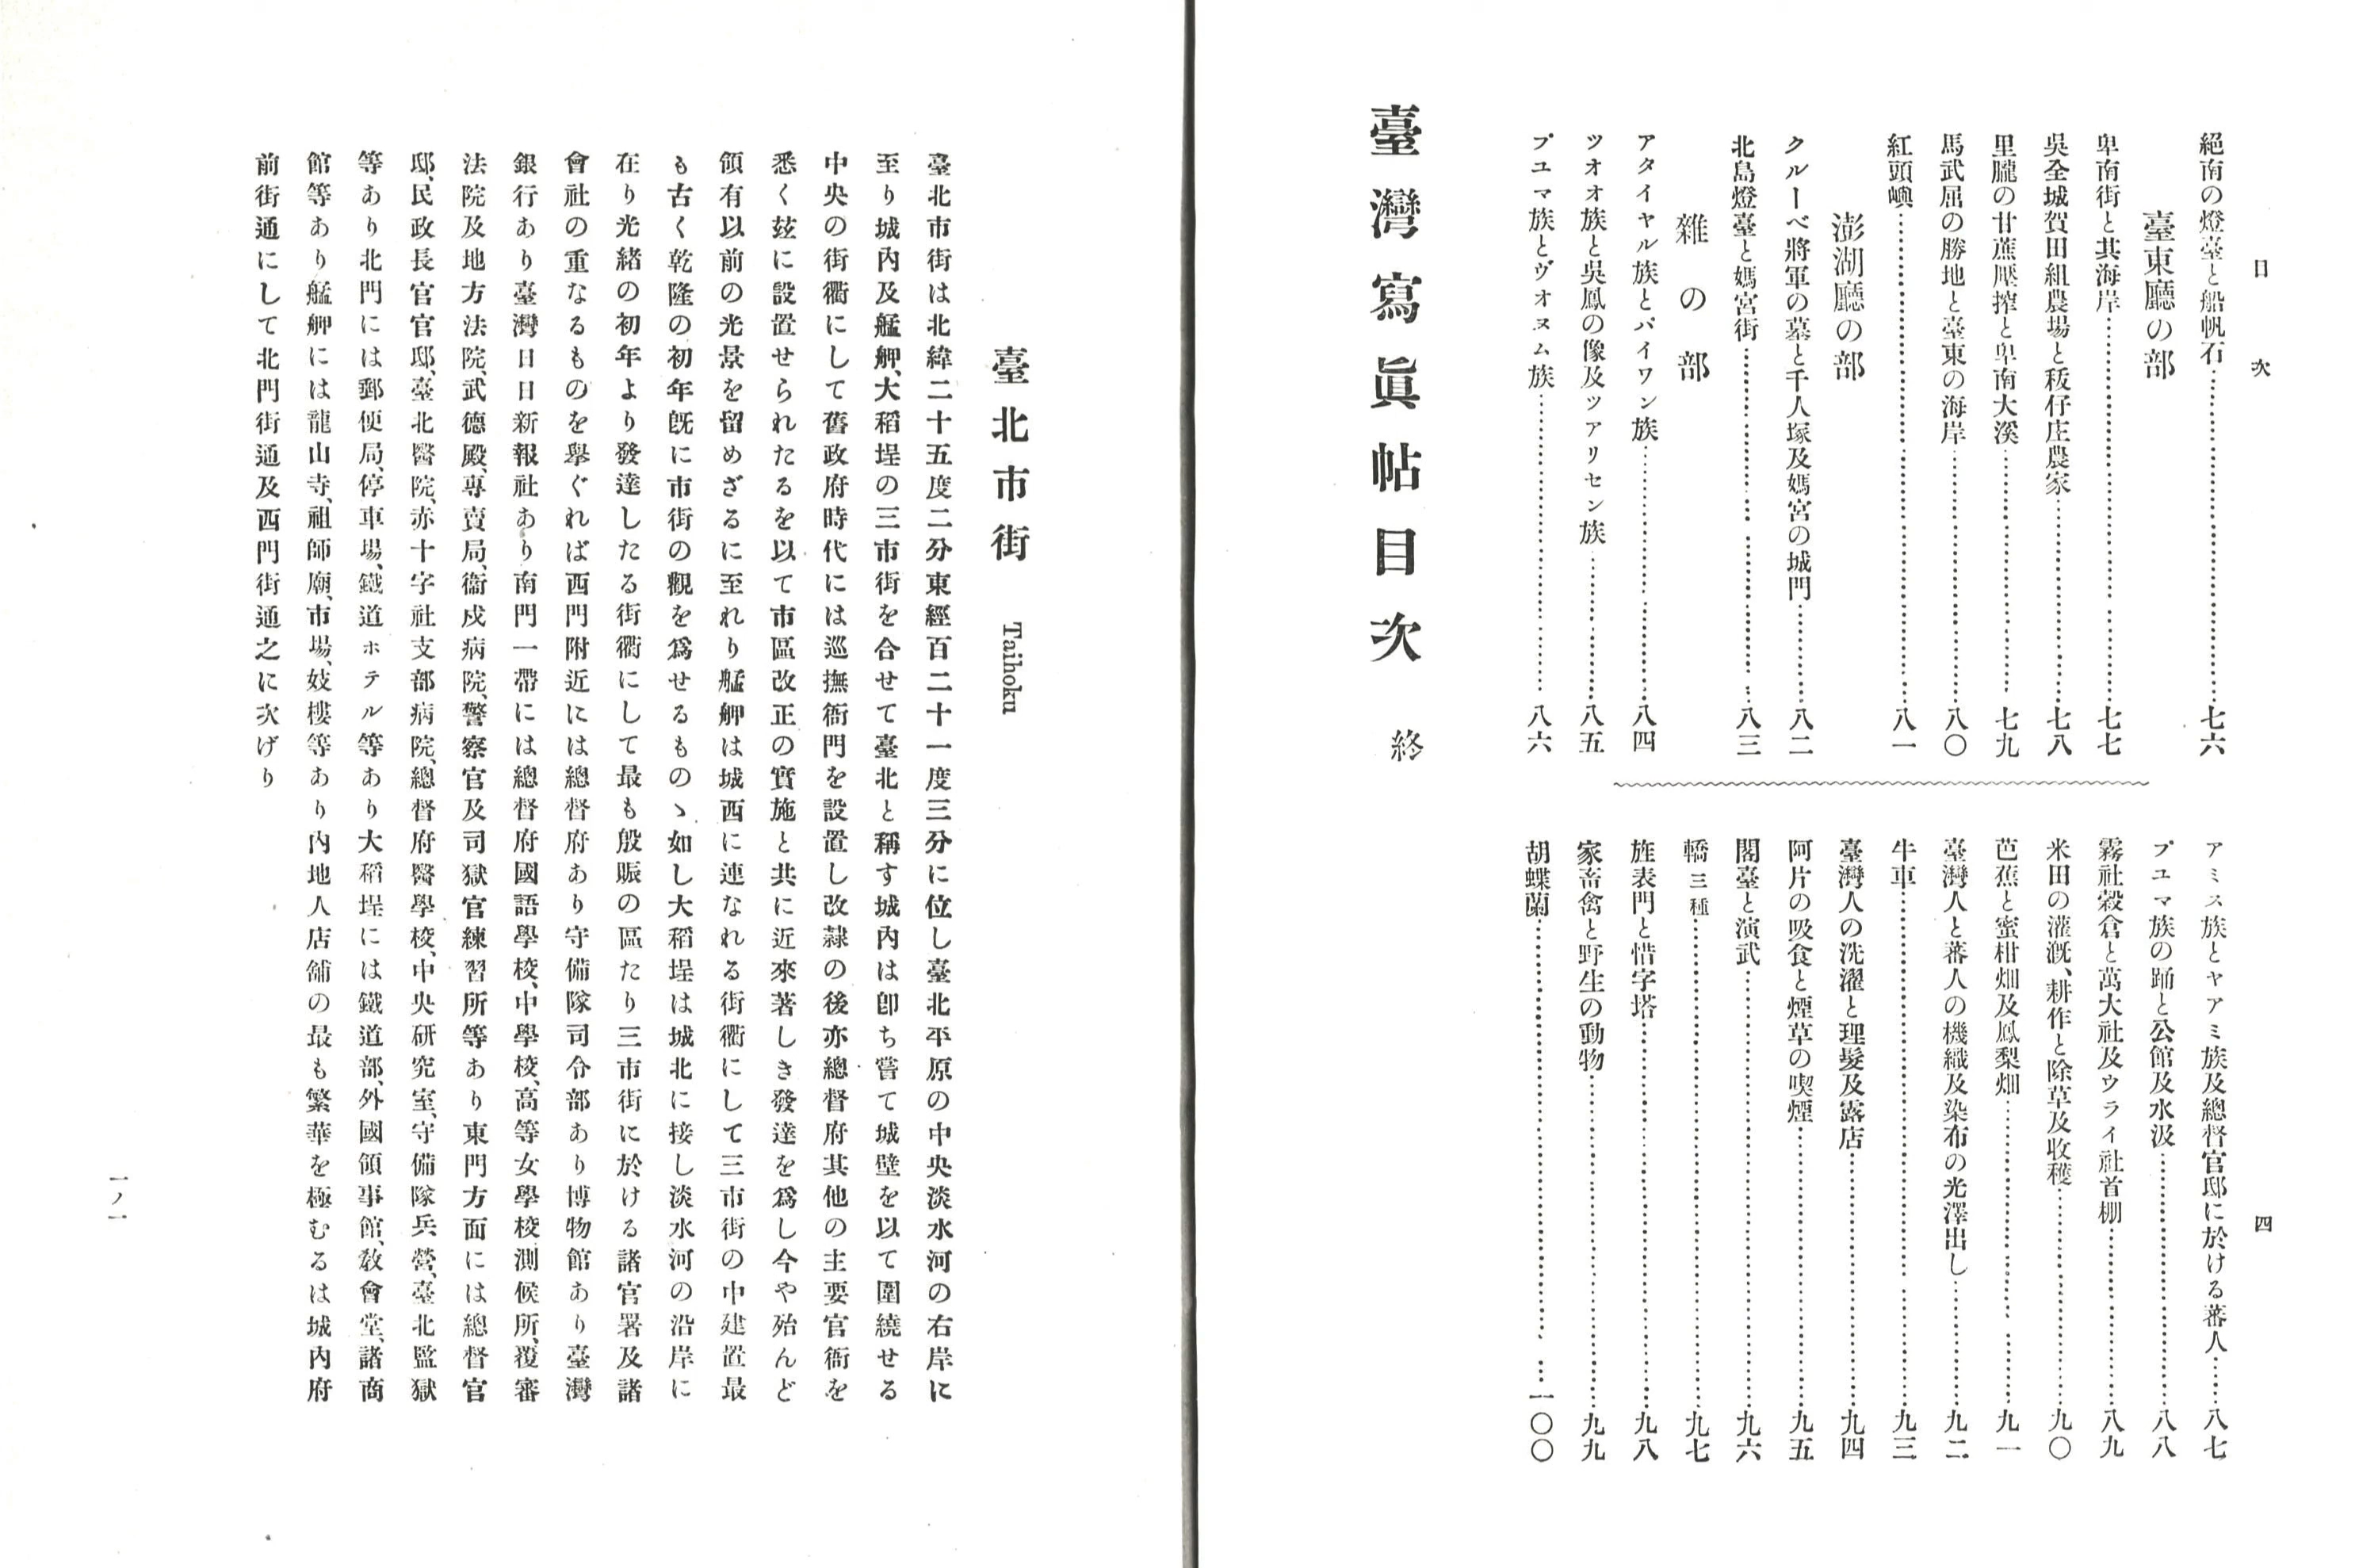 目次
四
絕南の燈臺と船帆石……七六
臺東廳の部
卑南街と其海岸……七七
吳全城賀田組農場と秡仔庄農家……七八
里壠の甘蔗壓搾と卑南大溪……七九
馬武屈の勝地と臺東の海岸……八〇
紅頭嶼……八一
澎湖廳の部
クルーベ將軍の墓と千人塚及媽宮の城門……八二
北島燈臺と媽宮街……八三
雜の部
アタイヤル族とパイワン族……八四
ツオオ族と吳鳳の像及ツアリセン族……八五
プユマ族とヴオヌム族……八六
アミス族とヤアミ族及總督官邸に於ける蕃人……八七
プユマ族の踊と公館及水汲……八八
霧社穀倉と萬大社及ウライ社首棚……八九
米田の灌漑、耕作と除草及收穫……九〇
芭蕉と蜜柑畑及鳳梨畑……九一
臺灣人と蕃人の機織及染布の光澤出し……九二
牛車……九三
臺灣人の洗濯と理髮及露店……九四
阿片の吸食と煙草の喫煙……九五
閣臺と演武……九六
轎三種……九七
旌表門と惜字塔……九八
家畜禽と野生の動物……九九
胡蝶蘭……一〇〇
臺灣寫眞帖目次 終
臺北市街 Taihoku
臺北市街は北緯二十五度二分東經百二十一度三分に位し臺北平原の中央淡水河の右岸に
至り城內及艋舺、大稻埕の三市街を合せて臺北と稱す城內は卽ち嘗て城壁を以て圍繞せる
中央の街衢にして舊政府時代には巡撫衙門を設置し改隸の後亦總督府其他の主要官衙を
悉く玆に設置せられたるを以て市區改正の實施と共に近來著しき發達を爲し今や殆んど
領有以前の光景を留めざるに至れり艋舺は城西に連なれる街衢にして三市街の中建置最
も古く乾隆の初年旣に市街の觀を爲せるものゝ如し大稻埕は城北に接し淡水河の沿岸に
在り光緖の初年より發達したる街衢にして最も殷賑の區たり三市街に於ける諸官署及諸
會社の重なるものを擧ぐれば西門附近には總督府あり守備隊司令部あり博物館あり臺灣
銀行あり臺灣日日新報社あり南門一帶には總督府國語學校、中學校、高等女學校測候所、覆審
法院及地方法院、武德殿、專賣局、衞戍病院、警察官及司獄官練習所等あり東門方面には總督官
邸、民政長官官邸、臺北醫院、赤十字社支部病院、總督府醫學校、中央硏究室、守備隊兵營、臺北監獄
等あり北門には郵便局、停車場、鐵道ホテル等あり大稻埕には鐵道部、外國領事館、敎會堂、諸商
館等あり艋舺には龍山寺、祖師廟、市場、妓樓等あり內地人店舖の最も繁華を極むるは城內府
前街通にして北門街通及西門街通之に次げり
一ノ一